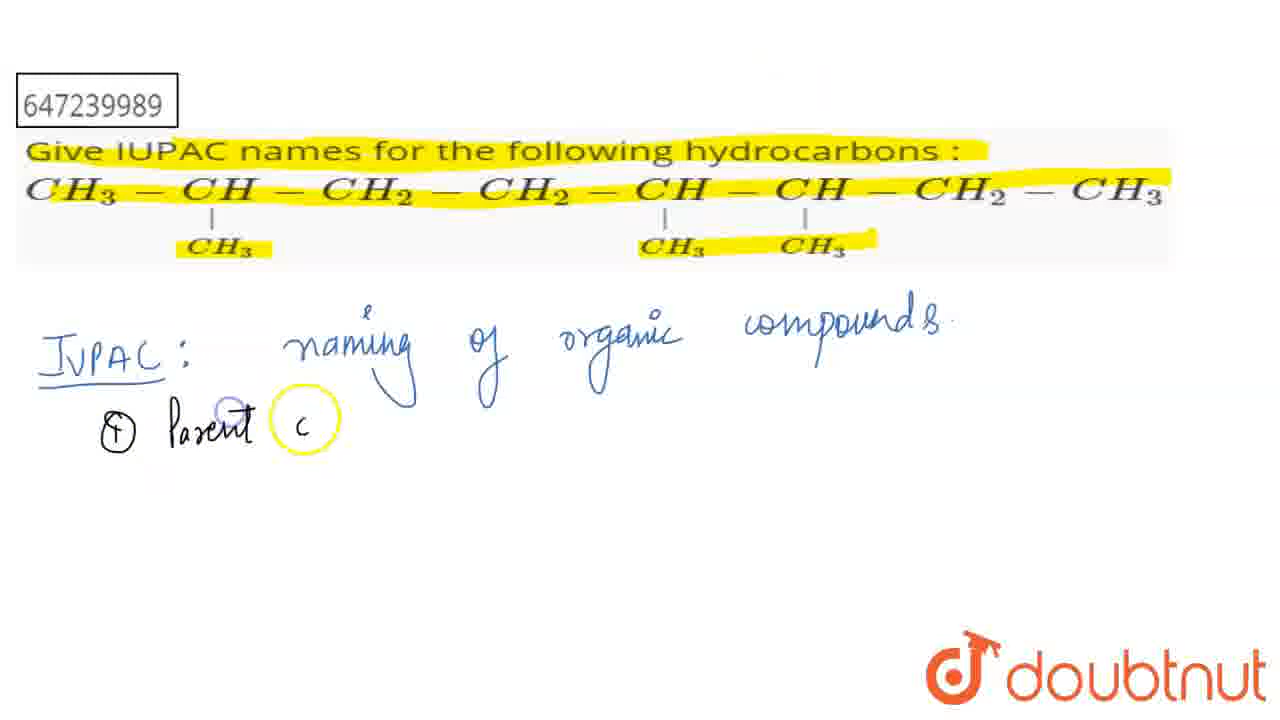 647239989
Give IUPAC names for the following hydrocarbons :
CH₃ − CH − CH₂ − CH₂ − CH − CH − CH₂ − CH₃
| | |
CH₃ CH₃ CH₃
IUPAC : naming of organic compounds.
① Parent c
doubtnut